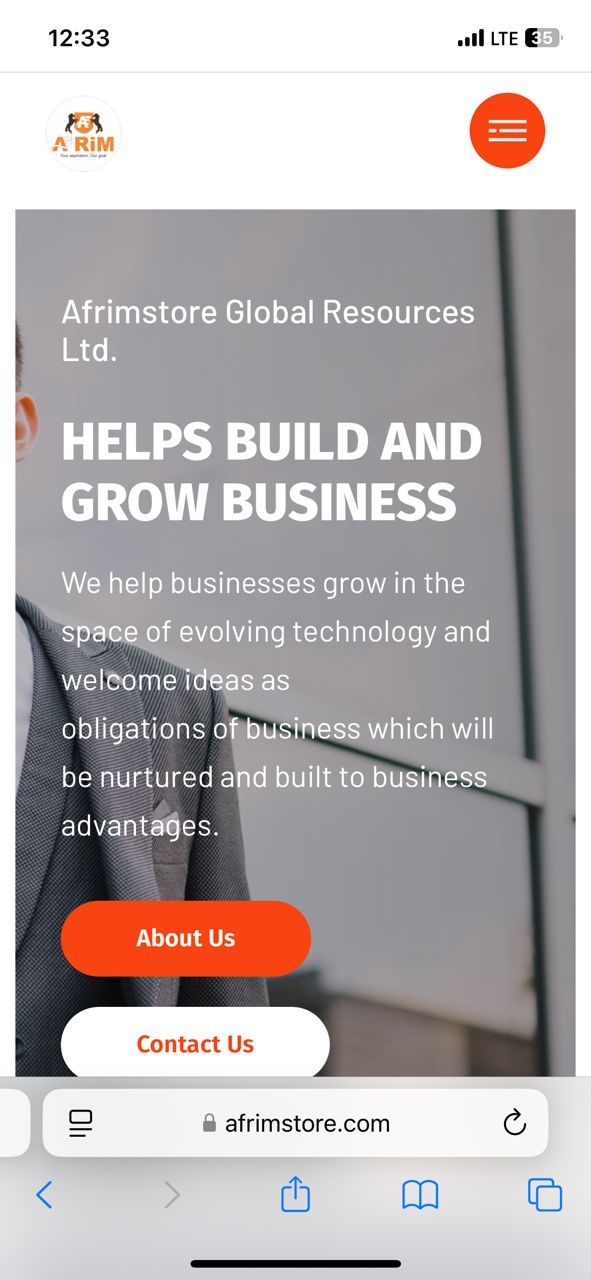 12:33
LTE 35
AFRiM
Your aspiration, Our goal
Afrimstore Global Resources
Ltd.
HELPS BUILD AND
GROW BUSINESS
We help businesses grow in the
space of evolving technology and
welcome ideas as
obligations of business which will
be nurtured and built to business
advantages.
About Us
Contact Us
afrimstore.com